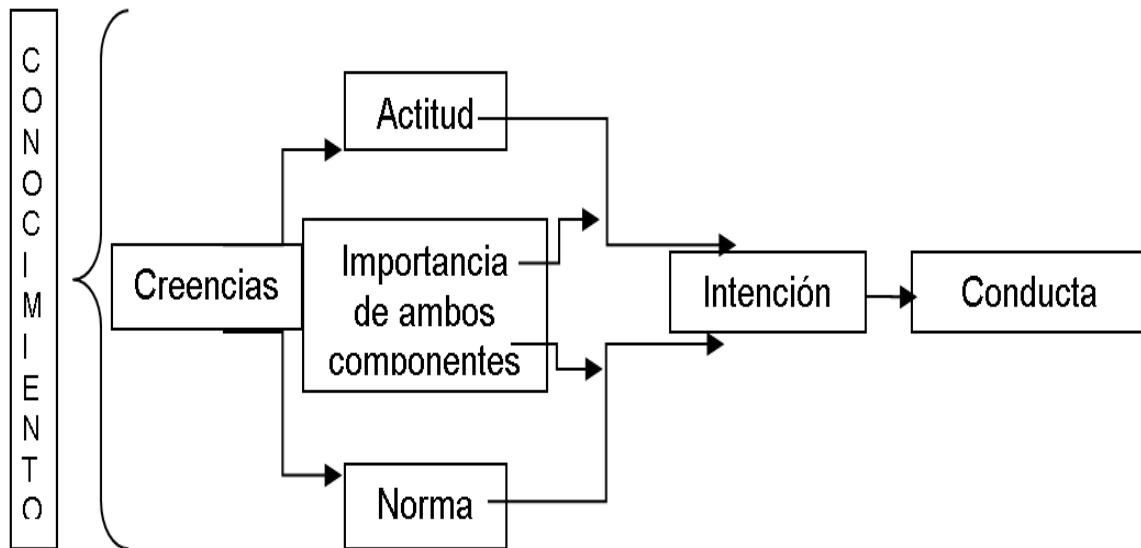 CONOCIMIENTO
Actitud
Creencias
Importancia
de ambos
componentes
Norma
Intención
Conducta